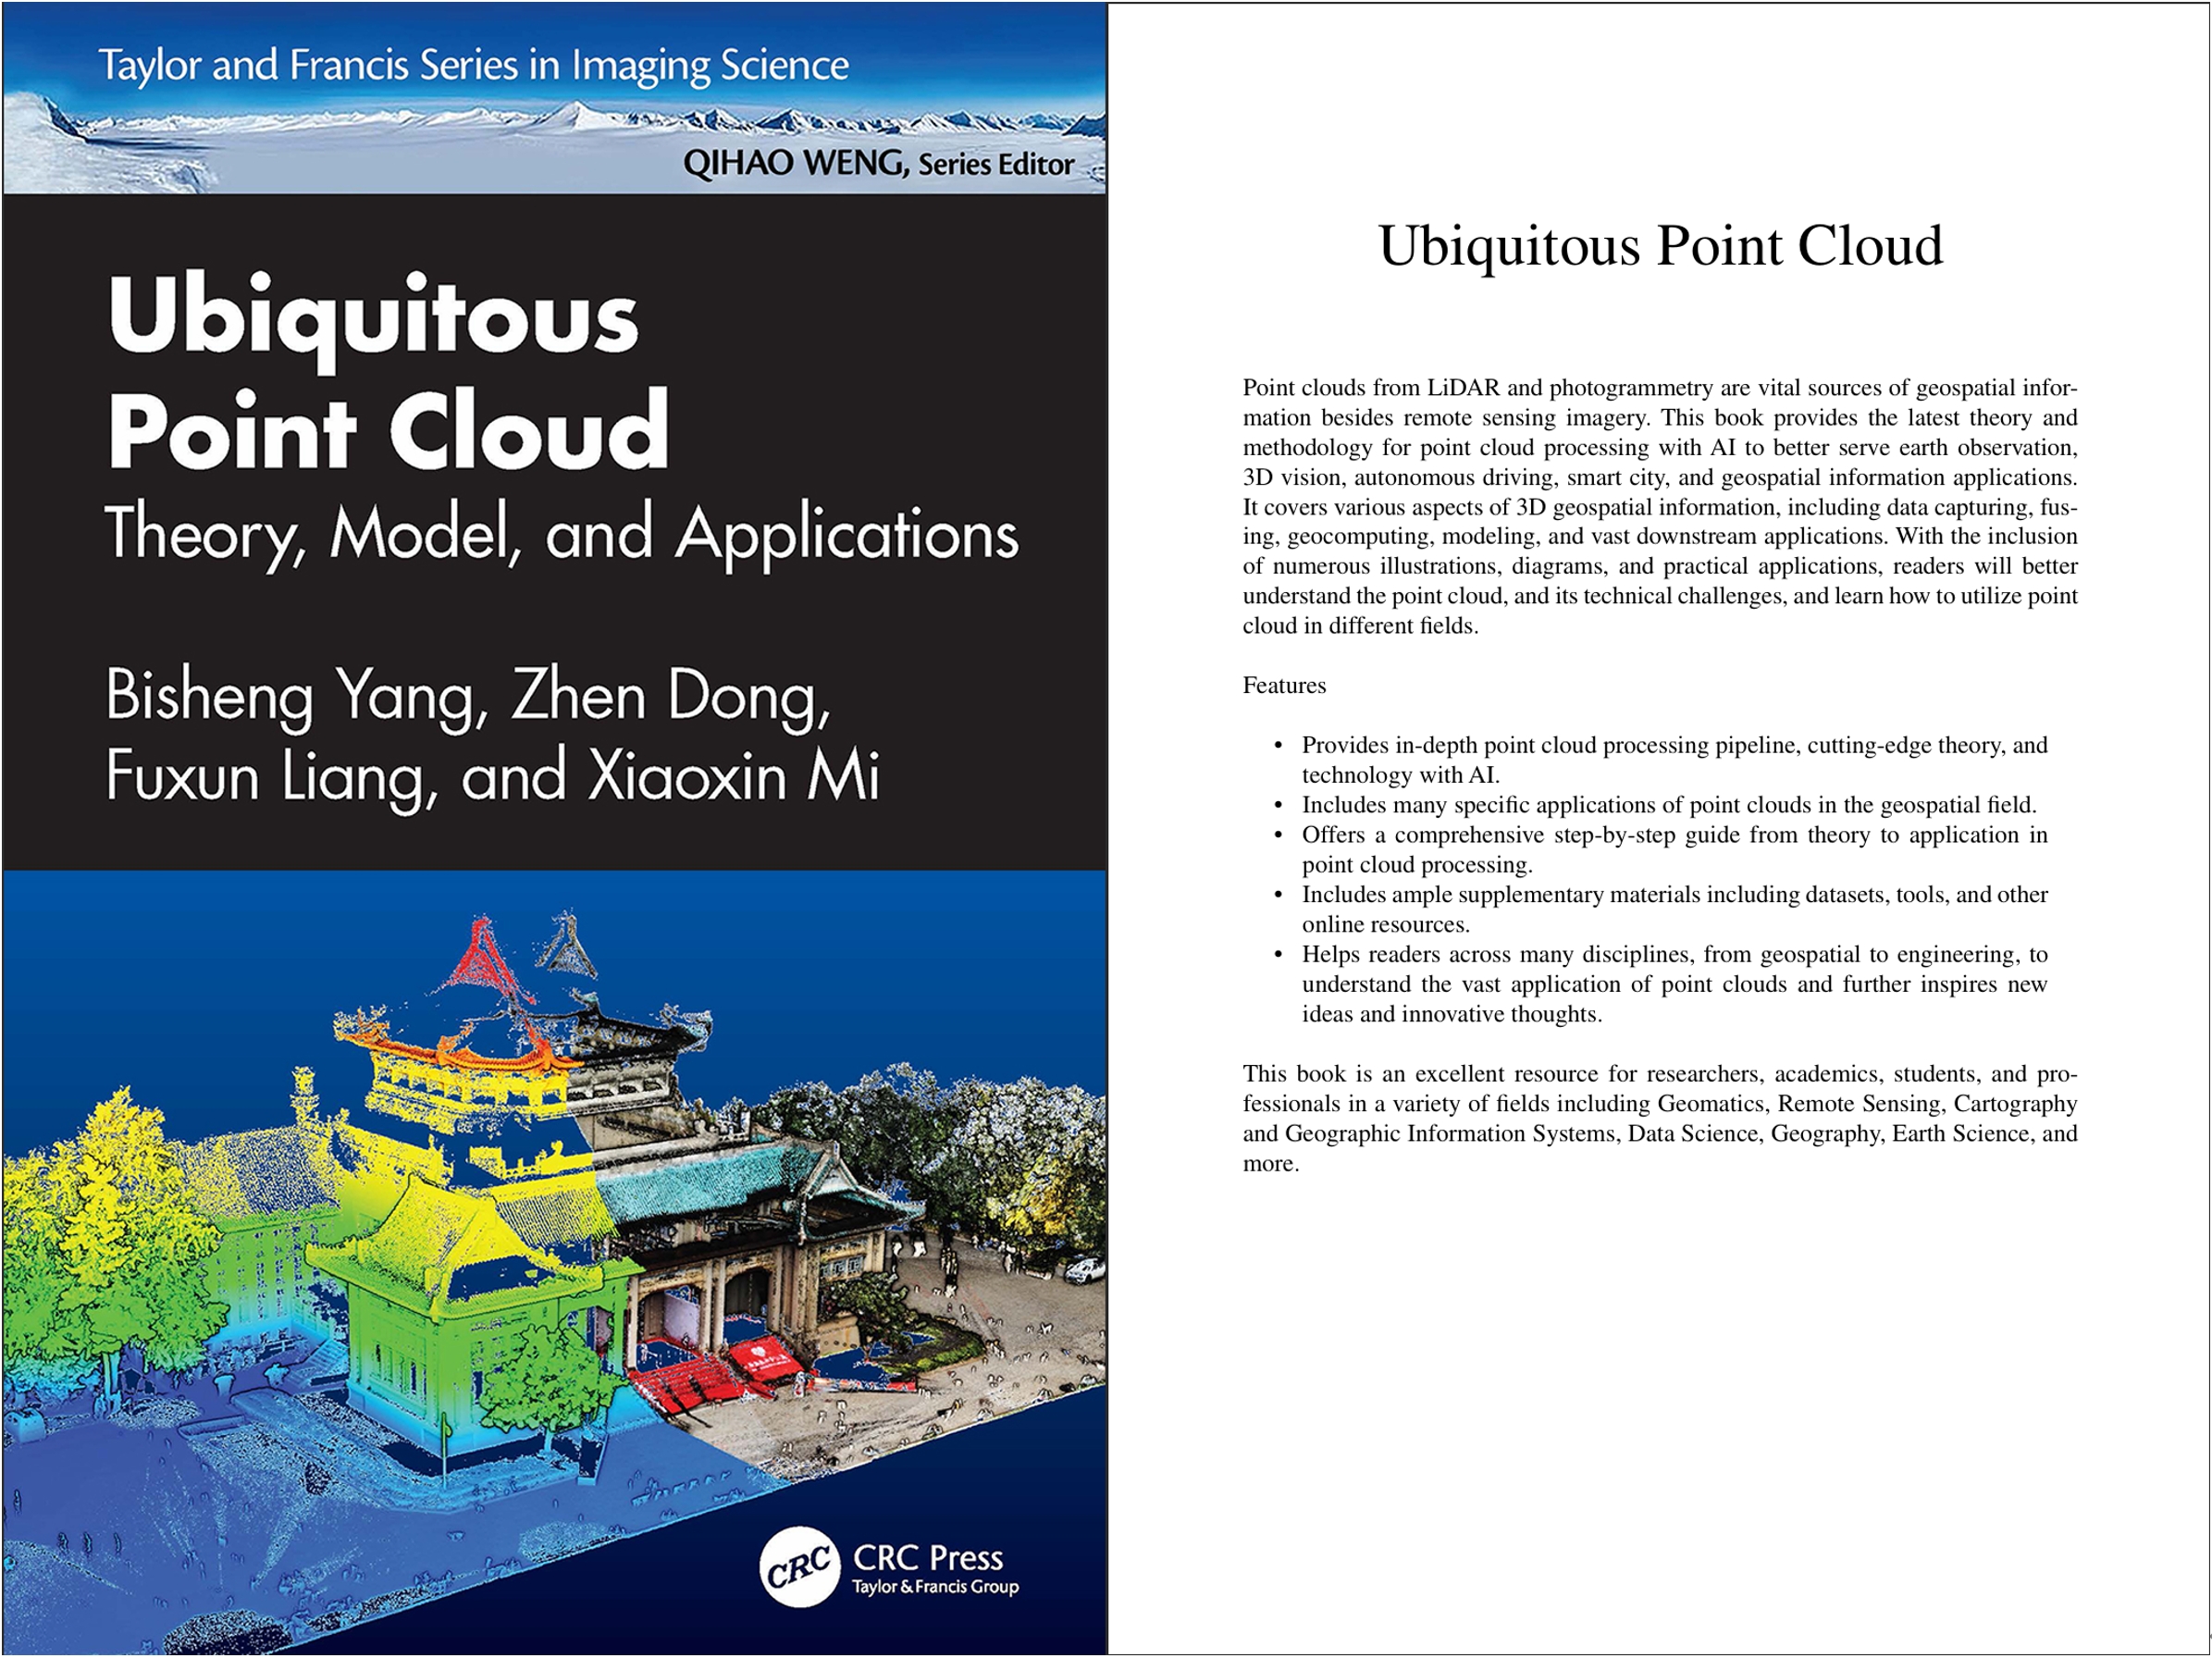 Taylor and Francis Series in Imaging Science
QIHAO WENG, Series Editor
Ubiquitous
Point Cloud
Theory, Model, and Applications
Bisheng Yang, Zhen Dong,
Fuxun Liang, and Xiaoxin Mi
CRC
CRC Press
Taylor & Francis Group
Ubiquitous Point Cloud
Point clouds from LiDAR and photogrammetry are vital sources of geospatial infor-
mation besides remote sensing imagery. This book provides the latest theory and
methodology for point cloud processing with AI to better serve earth observation,
3D vision, autonomous driving, smart city, and geospatial information applications.
It covers various aspects of 3D geospatial information, including data capturing, fus-
ing, geocomputing, modeling, and vast downstream applications. With the inclusion
of numerous illustrations, diagrams, and practical applications, readers will better
understand the point cloud, and its technical challenges, and learn how to utilize point
cloud in different fields.
Features
• Provides in-depth point cloud processing pipeline, cutting-edge theory, and
technology with AI.
• Includes many specific applications of point clouds in the geospatial field.
• Offers a comprehensive step-by-step guide from theory to application in
point cloud processing.
• Includes ample supplementary materials including datasets, tools, and other
online resources.
• Helps readers across many disciplines, from geospatial to engineering, to
understand the vast application of point clouds and further inspires new
ideas and innovative thoughts.
This book is an excellent resource for researchers, academics, students, and pro-
fessionals in a variety of fields including Geomatics, Remote Sensing, Cartography
and Geographic Information Systems, Data Science, Geography, Earth Science, and
more.